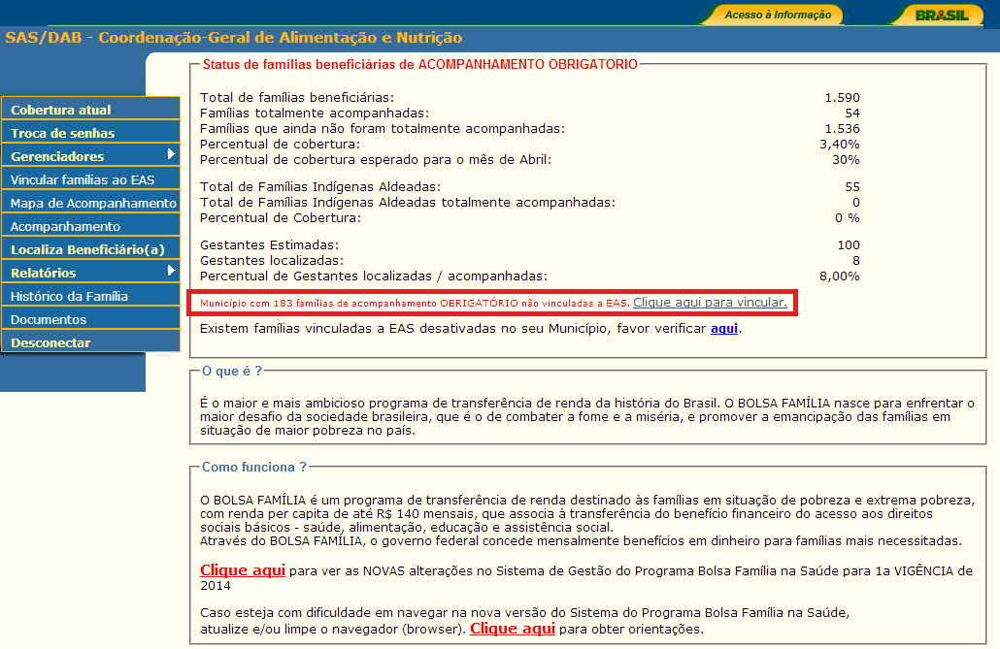 Acesso à Informação
BRASIL
SAS/DAB - Coordenação-Geral de Alimentação e Nutrição
Cobertura atual
Troca de senhas
Gerenciadores
Vincular famílias ao EAS
Mapa de Acompanhamento
Acompanhamento
Localiza Beneficiário(a)
Relatórios
Histórico da Família
Documentos
Desconectar
Status de famílias beneficiárias de ACOMPANHAMENTO OBRIGATORIO
Total de famílias beneficiárias: 1.590
Famílias totalmente acompanhadas: 54
Famílias que ainda não foram totalmente acompanhadas: 1.536
Percentual de cobertura: 3,40%
Percentual de cobertura esperado para o mês de Abril: 30%
Total de Famílias Indígenas Aldeadas: 55
Total de Famílias Indígenas Aldeadas totalmente acompanhadas: 0
Percentual de Cobertura: 0 %
Gestantes Estimadas: 100
Gestantes localizadas: 8
Percentual de Gestantes localizadas / acompanhadas: 8,00%
Município com 183 famílias de acompanhamento OBRIGATÓRIO não vinculadas a EAS. Clique aqui para vincular.
Existem famílias vinculadas a EAS desativadas no seu Município, favor verificar aqui.
O que é ?
É o maior e mais ambicioso programa de transferência de renda da história do Brasil. O BOLSA FAMÍLIA nasce para enfrentar o
maior desafio da sociedade brasileira, que é o de combater a fome e a miséria, e promover a emancipação das famílias em
situação de maior pobreza no país.
Como funciona ?
O BOLSA FAMÍLIA é um programa de transferência de renda destinado às famílias em situação de pobreza e extrema pobreza,
com renda per capita de até R$ 140 mensais, que associa à transferência do benefício financeiro do acesso aos direitos
sociais básicos - saúde, alimentação, educação e assistência social.
Através do BOLSA FAMÍLIA, o governo federal concede mensalmente benefícios em dinheiro para famílias mais necessitadas.
Clique aqui para ver as NOVAS alterações no Sistema de Gestão do Programa Bolsa Família na Saúde para 1a VIGÊNCIA de
2014
Caso esteja com dificuldade em navegar na nova versão do Sistema do Programa Bolsa Família na Saúde,
atualize e/ou limpe o navegador (browser). Clique aqui para obter orientações.